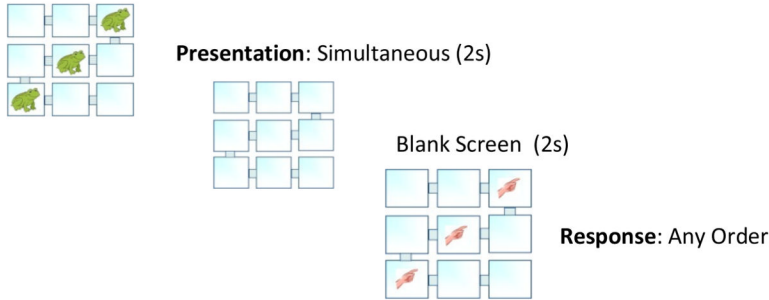 Presentation: Simultaneous (2s)
Blank Screen (2s)
Response: Any Order